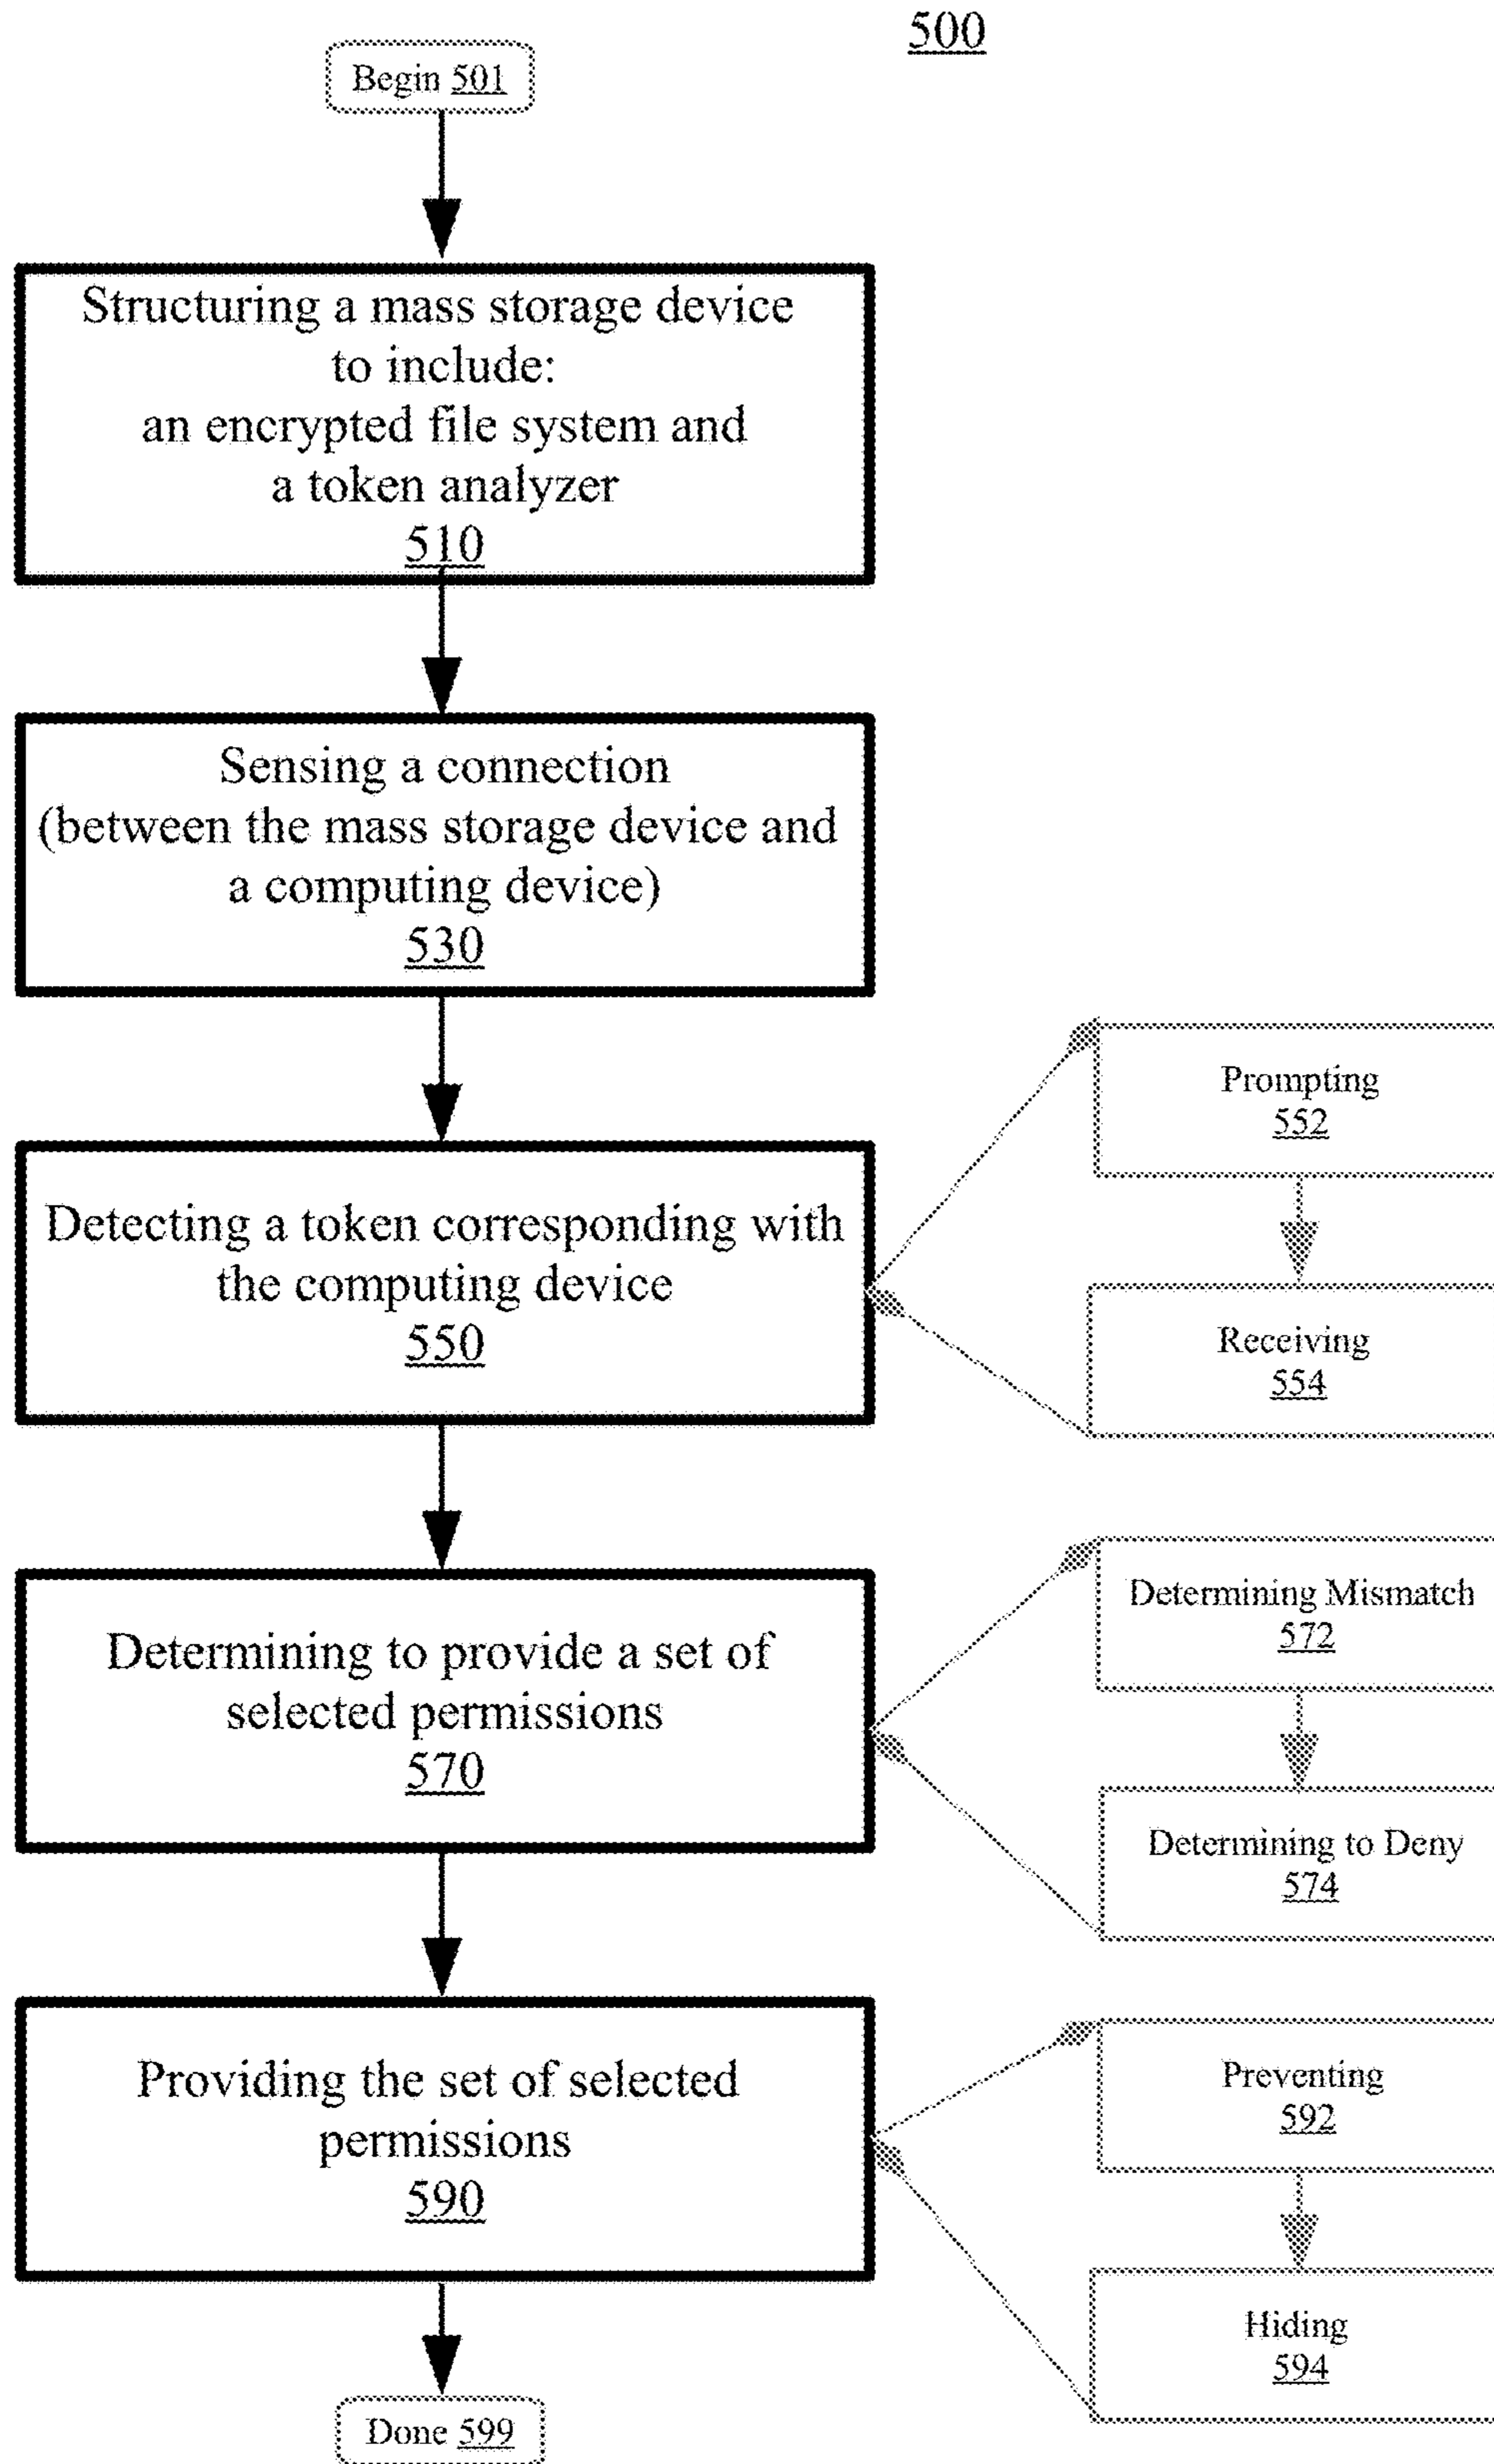 500
Begin 501
Structuring a mass storage device
to include:
an encrypted file system and
a token analyzer
510
Sensing a connection
(between the mass storage device and
a computing device)
530
Detecting a token corresponding with
the computing device
550
Prompting
552
Receiving
554
Determining to provide a set of
selected permissions
570
Determining Mismatch
572
Determining to Deny
574
Providing the set of selected
permissions
590
Preventing
592
Hiding
594
Done 599